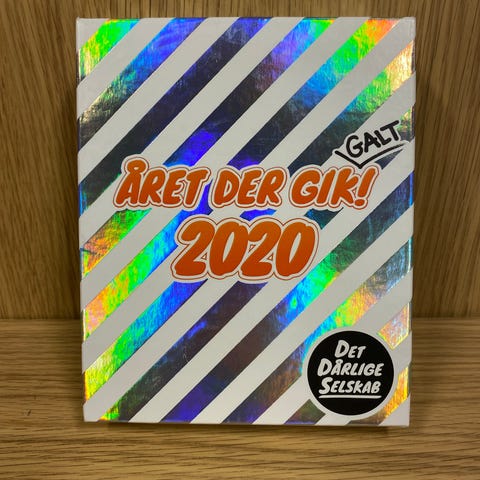 GALT
ÅRET DER GIK!
2020
DET
DÅRLIGE
SELSKAB